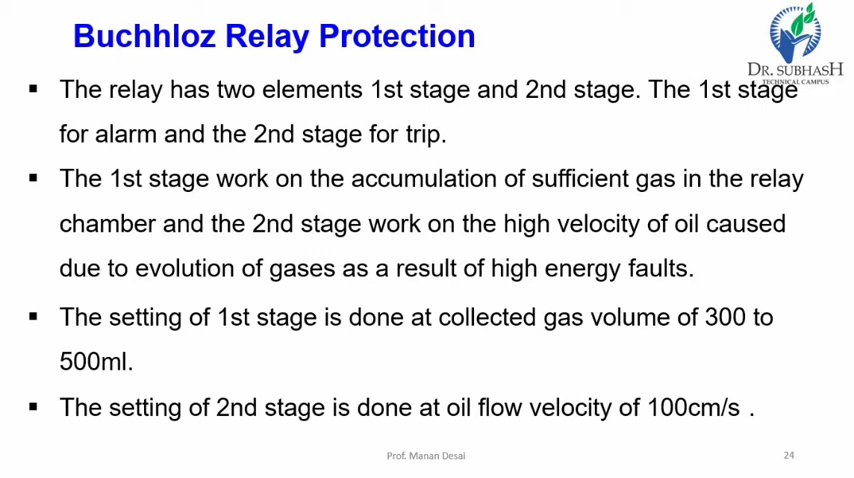 Buchhloz Relay Protection
DR. SUBHASH
TECHNICAL CAMPUS
▪ The relay has two elements 1st stage and 2nd stage. The 1st stage
for alarm and the 2nd stage for trip.
▪ The 1st stage work on the accumulation of sufficient gas in the relay
chamber and the 2nd stage work on the high velocity of oil caused
due to evolution of gases as a result of high energy faults.
▪ The setting of 1st stage is done at collected gas volume of 300 to
500ml.
▪ The setting of 2nd stage is done at oil flow velocity of 100cm/s .
Prof. Manan Desai
24